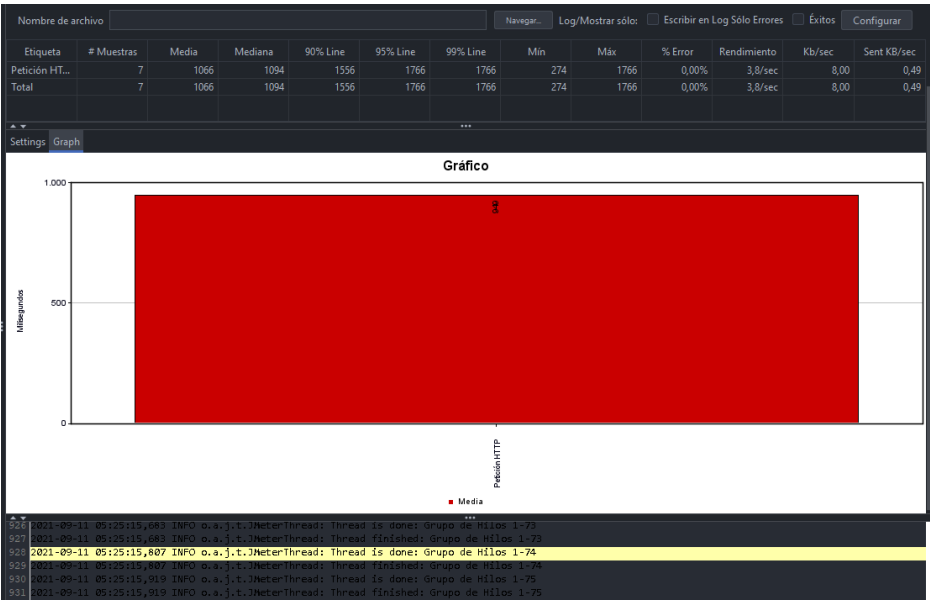 Nombre de archivo Navegar... Log/Mostrar sólo: Escribir en Log Sólo Errores Éxitos Configurar
Etiqueta # Muestras Media Mediana 90% Line 95% Line 99% Line Mín Máx % Error Rendimiento Kb/sec Sent KB/sec
Petición HT... 7 1066 1094 1556 1766 1766 274 1766 0,00% 3,8/sec 8,00 0,49
Total 7 1066 1094 1556 1766 1766 274 1766 0,00% 3,8/sec 8,00 0,49
Settings Graph
Gráfico
1.000
500
0
Milisegundos
Petición HTTP
Media
926 2021-09-11 05:25:15,683 INFO o.a.j.t.JMeterThread: Thread is done: Grupo de Hilos 1-73
927 2021-09-11 05:25:15,683 INFO o.a.j.t.JMeterThread: Thread finished: Grupo de Hilos 1-73
928 2021-09-11 05:25:15,807 INFO o.a.j.t.JMeterThread: Thread is done: Grupo de Hilos 1-74
929 2021-09-11 05:25:15,807 INFO o.a.j.t.JMeterThread: Thread finished: Grupo de Hilos 1-74
930 2021-09-11 05:25:15,919 INFO o.a.j.t.JMeterThread: Thread is done: Grupo de Hilos 1-75
931 2021-09-11 05:25:15,919 INFO o.a.j.t.JMeterThread: Thread finished: Grupo de Hilos 1-75